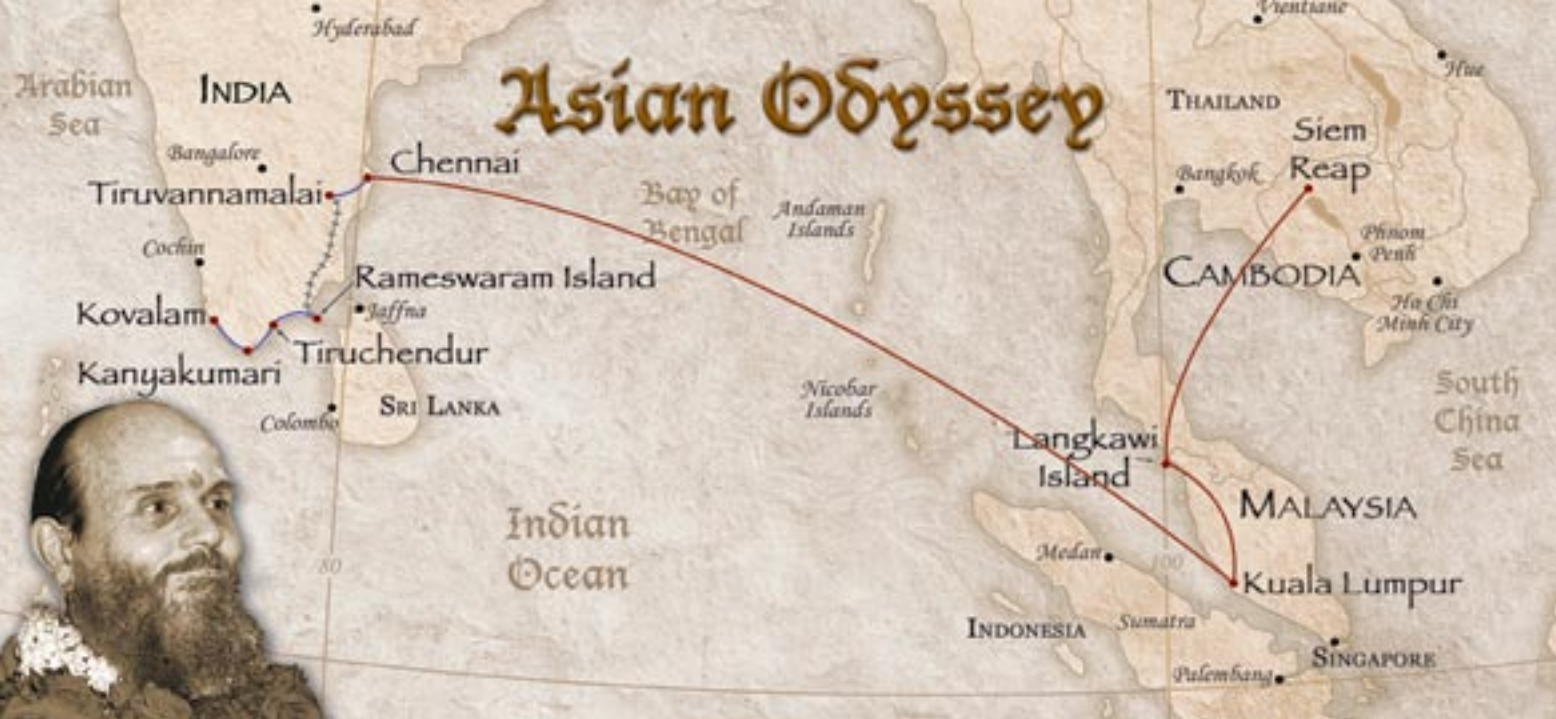 Vientiane
Hyderabad
Hue
Arabian
Sea
INDIA
Asian Odyssey
THAILAND
Siem
Reap
Bangalore
Chennai
Bangkok
Tiruvannamalai
Bay of
Bengal
Andaman
Islands
Cochin
Phnom
Penh
Rameswaram Island
CAMBODIA
Kovalam
Jaffna
Ho Chi
Minh City
Tiruchendur
Kanyakumari
Nicobar
Islands
South
China
Sea
SRI LANKA
Colombo
Langkawi
Island
MALAYSIA
Indian
Ocean
Medan
80
100
Kuala Lumpur
INDONESIA
Sumatra
SINGAPORE
Palembang